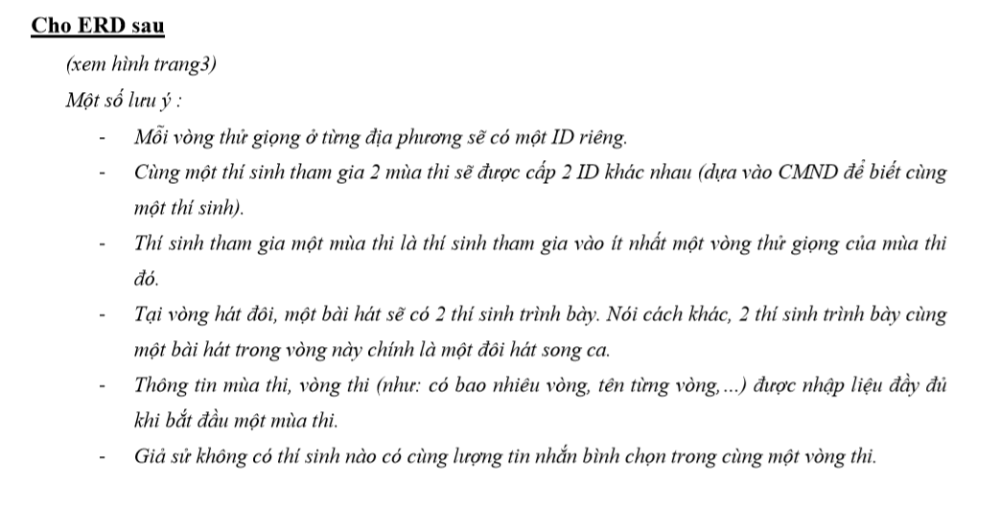 Cho ERD sau
(xem hình trang3)
Một số lưu ý :
- Mỗi vòng thử giọng ở từng địa phương sẽ có một ID riêng.
- Cùng một thí sinh tham gia 2 mùa thi sẽ được cấp 2 ID khác nhau (dựa vào CMND để biết cùng
một thí sinh).
- Thí sinh tham gia một mùa thi là thí sinh tham gia vào ít nhất một vòng thử giọng của mùa thi
đó.
- Tại vòng hát đôi, một bài hát sẽ có 2 thí sinh trình bày. Nói cách khác, 2 thí sinh trình bày cùng
một bài hát trong vòng này chính là một đôi hát song ca.
- Thông tin mùa thi, vòng thi (như: có bao nhiêu vòng, tên từng vòng,...) được nhập liệu đầy đủ
khi bắt đầu một mùa thi.
- Giả sử không có thí sinh nào có cùng lượng tin nhắn bình chọn trong cùng một vòng thi.